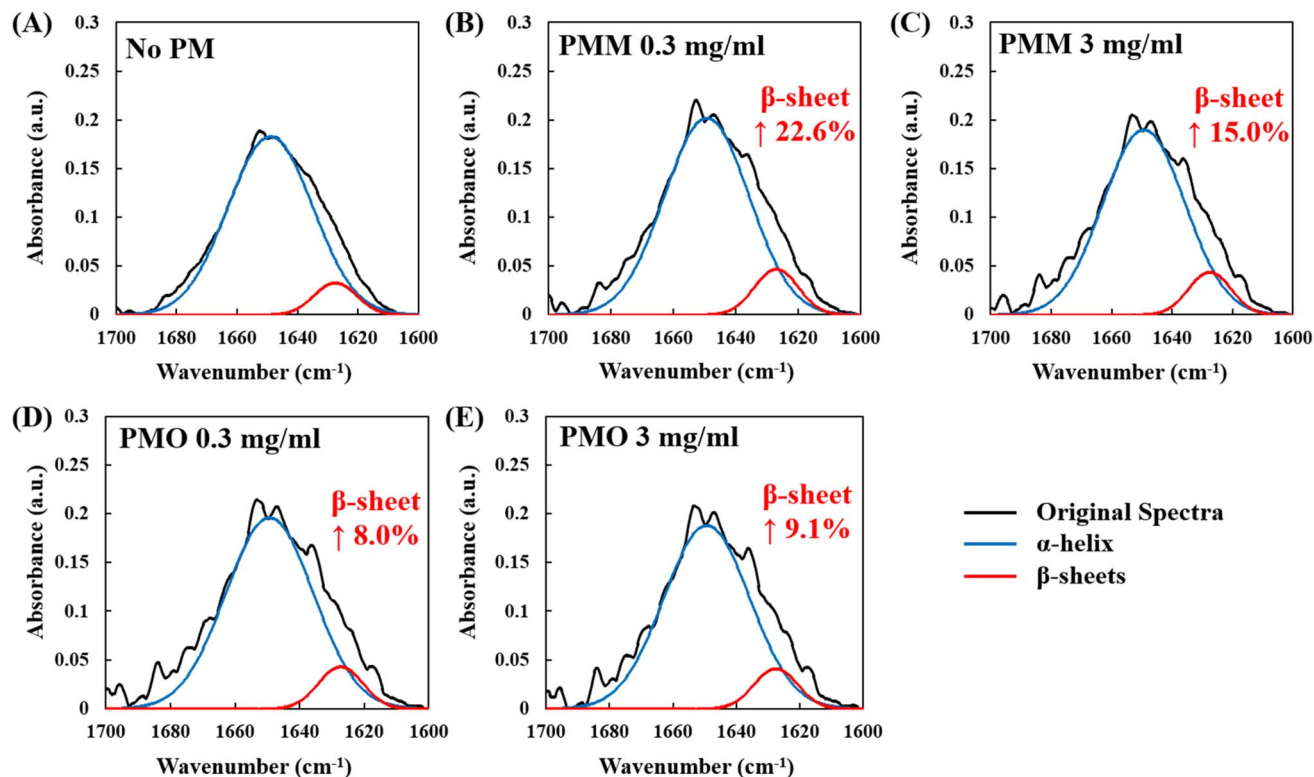 (A)
No PM
0.3
0.25
0.2
0.15
0.1
0.05
0
Absorbance (a.u.)
1700 1680 1660 1640 1620 1600
Wavenumber (cm⁻¹)
(B)
PMM 0.3 mg/ml
β-sheet
↑ 22.6%
0.3
0.25
0.2
0.15
0.1
0.05
0
Absorbance (a.u.)
1700 1680 1660 1640 1620 1600
Wavenumber (cm⁻¹)
(C)
PMM 3 mg/ml
β-sheet
↑ 15.0%
0.3
0.25
0.2
0.15
0.1
0.05
0
Absorbance (a.u.)
1700 1680 1660 1640 1620 1600
Wavenumber (cm⁻¹)
(D)
PMO 0.3 mg/ml
β-sheet
↑ 8.0%
0.3
0.25
0.2
0.15
0.1
0.05
0
Absorbance (a.u.)
1700 1680 1660 1640 1620 1600
Wavenumber (cm⁻¹)
(E)
PMO 3 mg/ml
β-sheet
↑ 9.1%
0.3
0.25
0.2
0.15
0.1
0.05
0
Absorbance (a.u.)
1700 1680 1660 1640 1620 1600
Wavenumber (cm⁻¹)
Original Spectra
α-helix
β-sheets